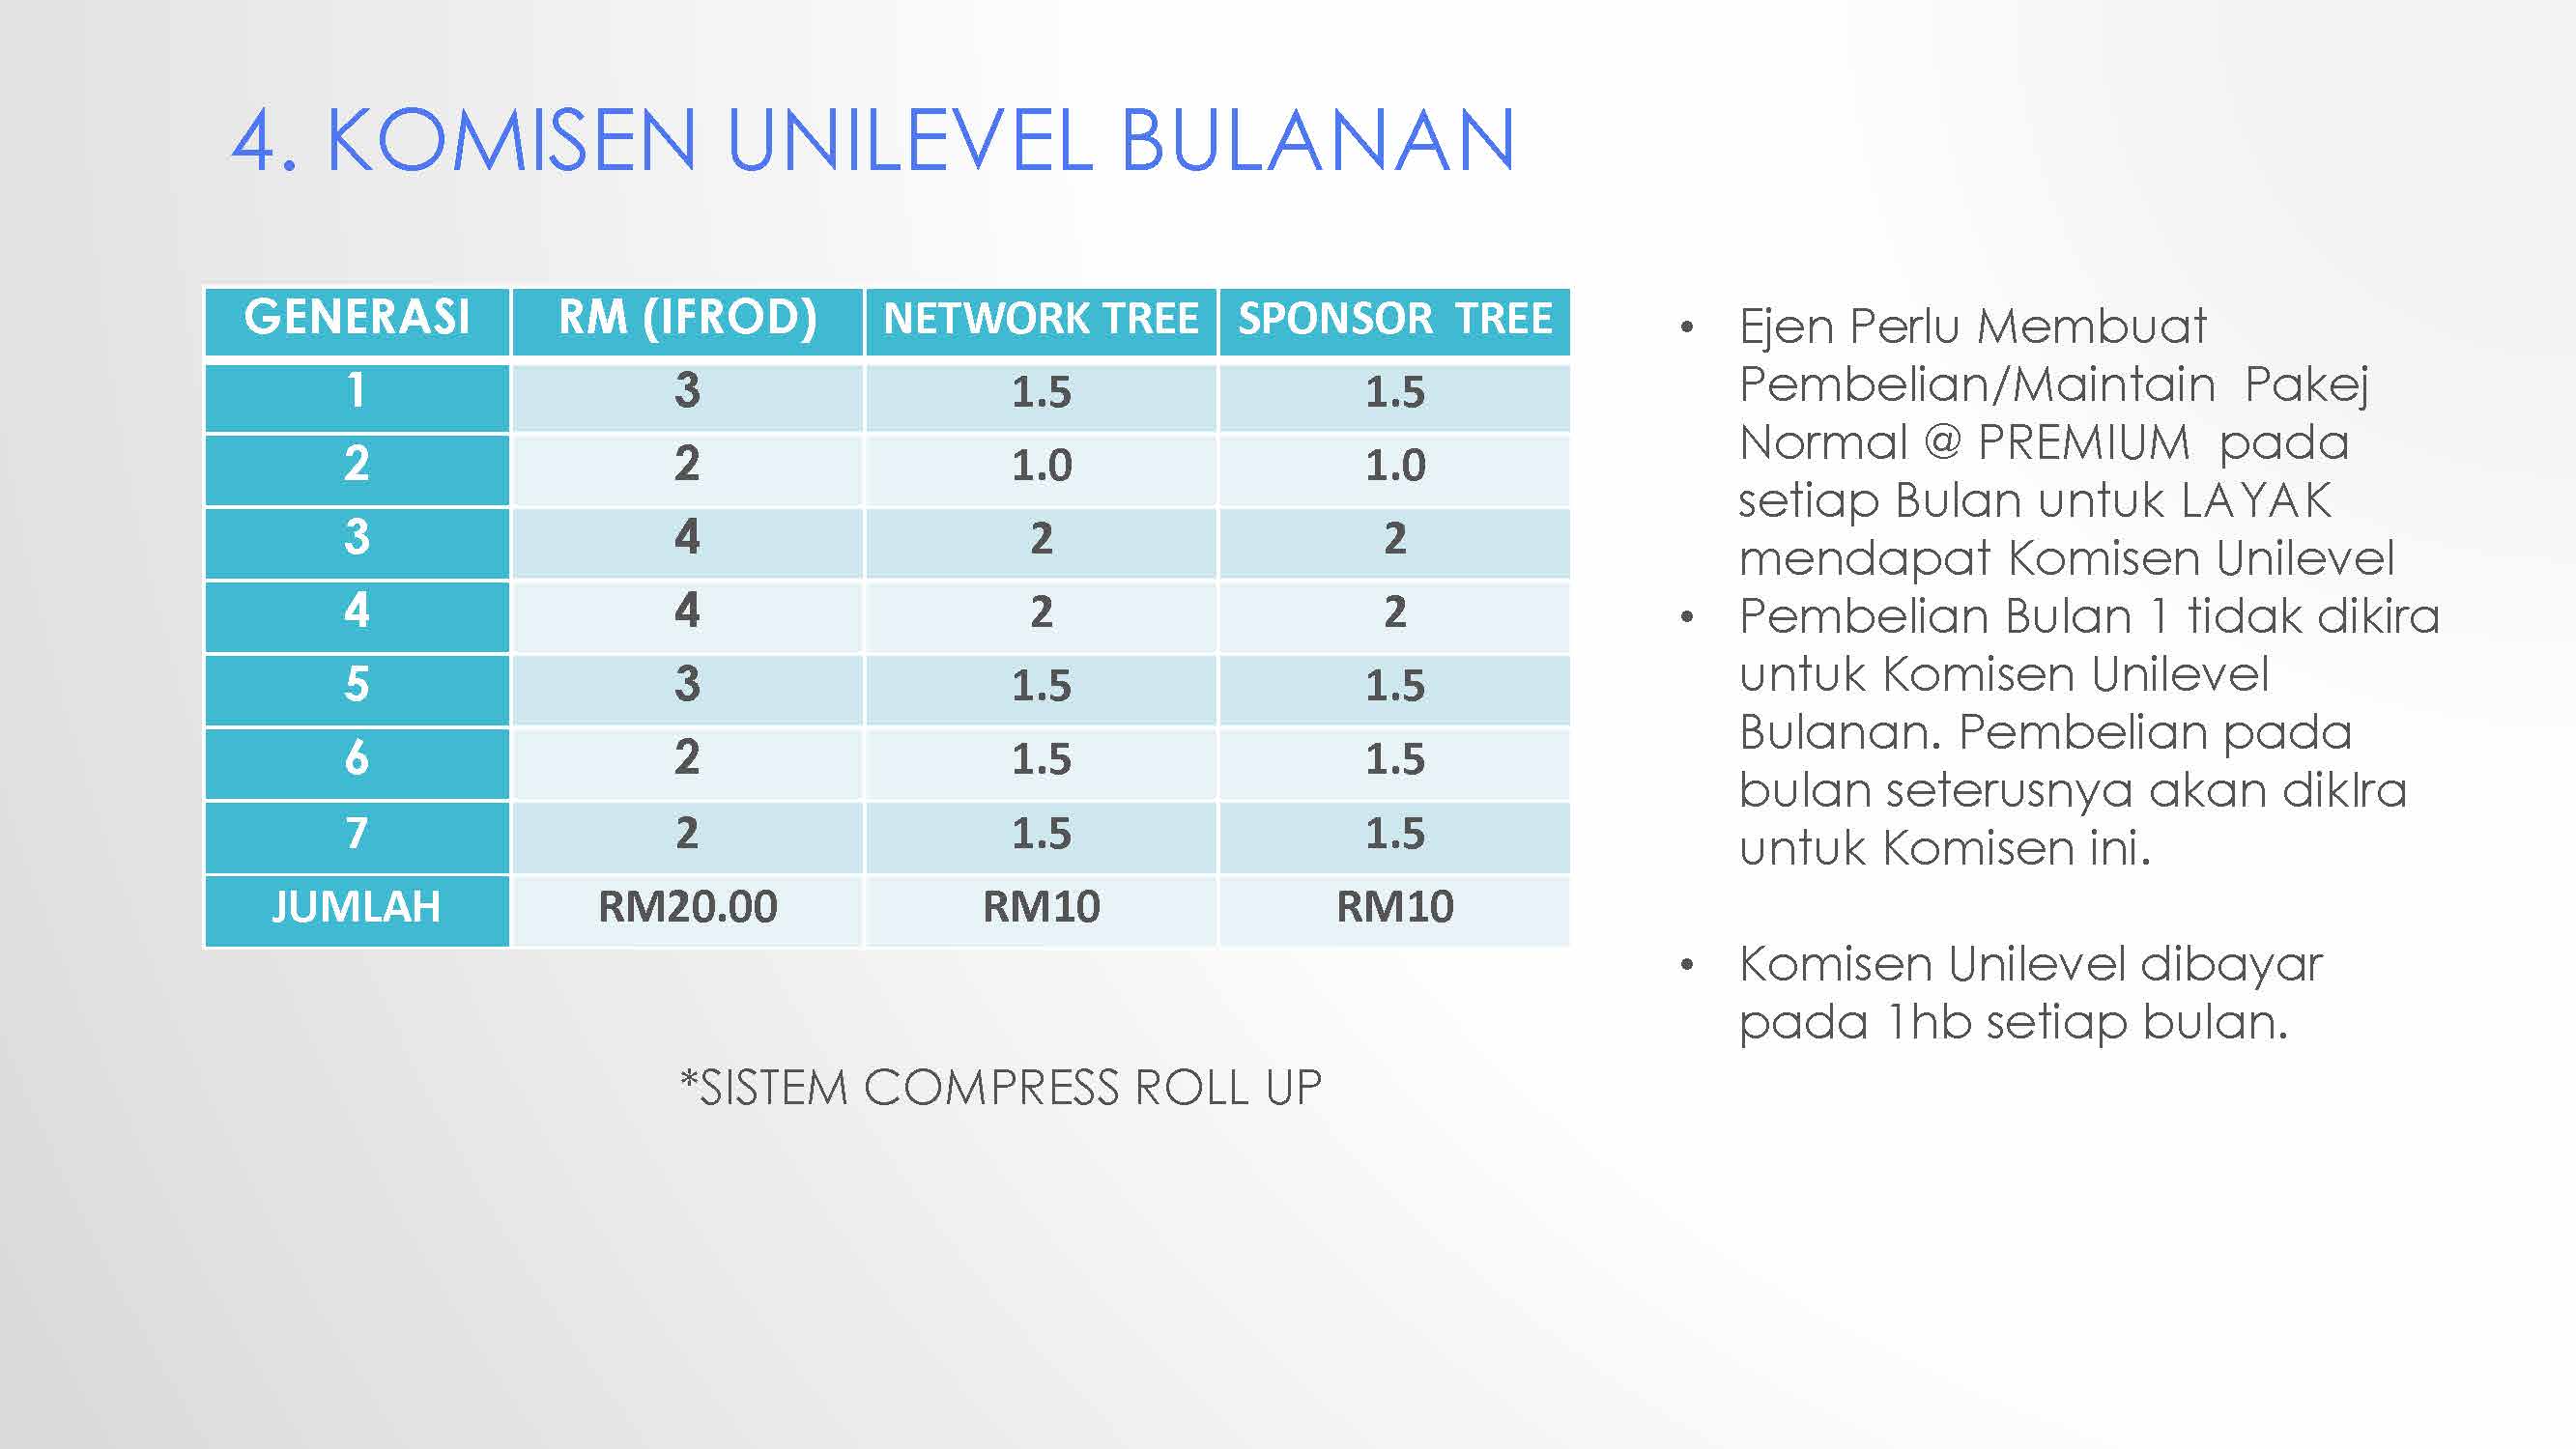 4. KOMISEN UNILEVEL BULANAN
GENERASI RM (IFROD) NETWORK TREE SPONSOR TREE
1 3 1.5 1.5
2 2 1.0 1.0
3 4 2 2
4 4 2 2
5 3 1.5 1.5
6 2 1.5 1.5
7 2 1.5 1.5
JUMLAH RM20.00 RM10 RM10
*SISTEM COMPRESS ROLL UP
• Ejen Perlu Membuat
Pembelian/Maintain Pakej
Normal @ PREMIUM pada
setiap Bulan untuk LAYAK
mendapat Komisen Unilevel
• Pembelian Bulan 1 tidak dikira
untuk Komisen Unilevel
Bulanan. Pembelian pada
bulan seterusnya akan dikIra
untuk Komisen ini.
• Komisen Unilevel dibayar
pada 1hb setiap bulan.